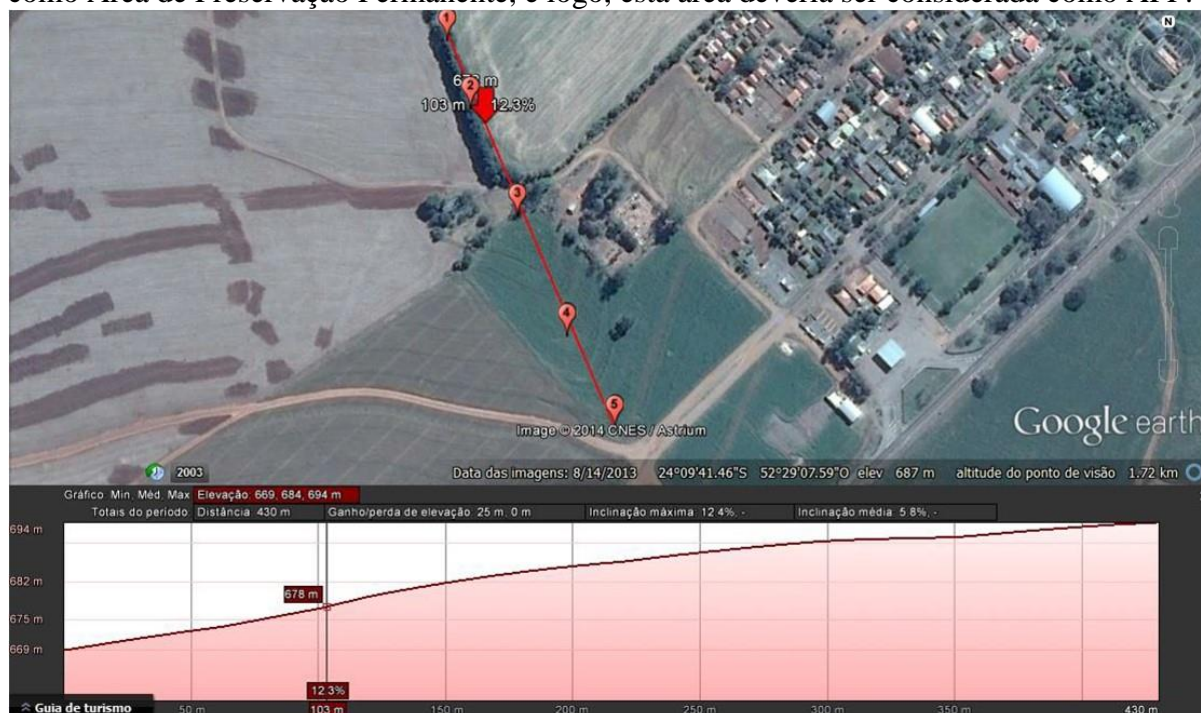 como Área de Preservação Permanente, e logo, esta área deveria ser considerada como APP.
N
1
678 m
2
103 m 12.3%
3
4
5
Image © 2014 CNES / Astrium
Google earth
2003
Data das imagens: 8/14/2013 24°09'41.46"S 52°29'07.59"O elev 687 m altitude do ponto de visão 1.72 km
Gráfico: Min, Méd, Max Elevação: 669, 684, 694 m
Totais do período: Distância: 430 m Ganho/perda de elevação: 25 m, 0 m Inclinação máxima: 12.4%, - Inclinação média: 5.8%, -
694 m
682 m
678 m
675 m
669 m
12.3%
Guia de turismo 50 m 103 m 150 m 200 m 250 m 300 m 350 m 430 m